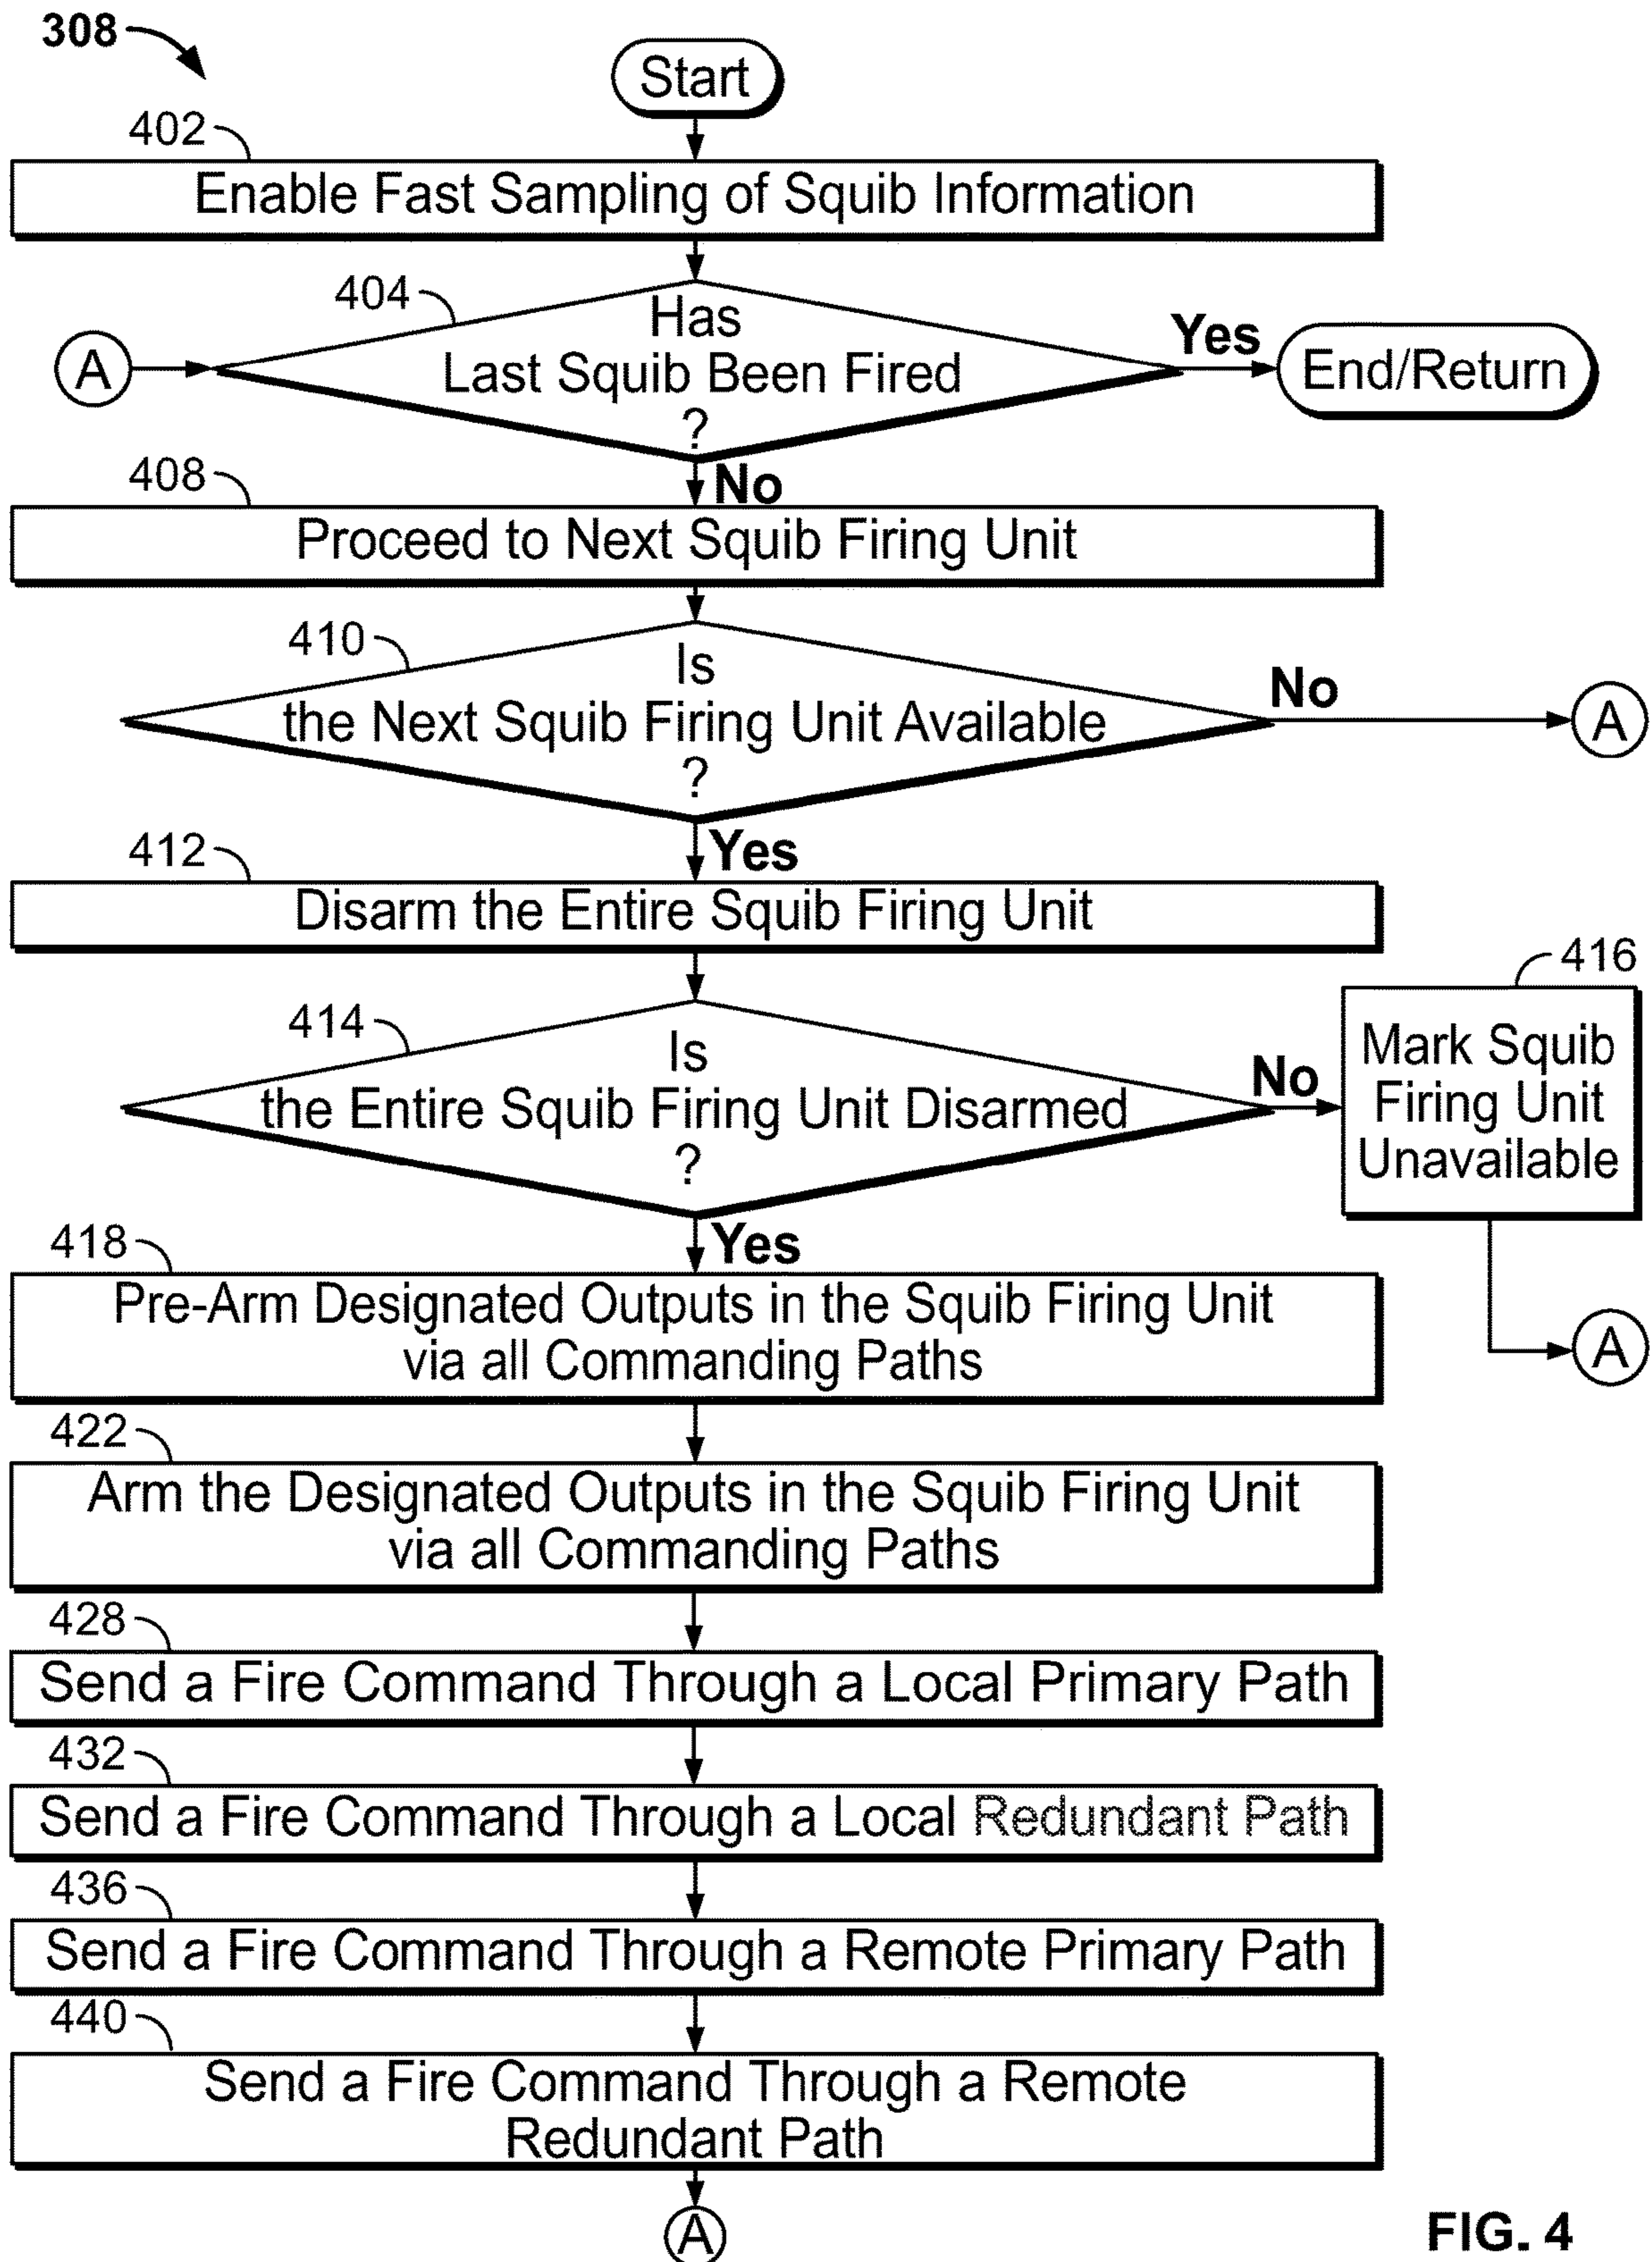 308
Start
402
Enable Fast Sampling of Squib Information
404
Has
Last Squib Been Fired
?
Yes
End/Return
A
No
408
Proceed to Next Squib Firing Unit
410
Is
the Next Squib Firing Unit Available
?
No
A
Yes
412
Disarm the Entire Squib Firing Unit
414
Is
the Entire Squib Firing Unit Disarmed
?
No
416
Mark Squib
Firing Unit
Unavailable
A
Yes
418
Pre-Arm Designated Outputs in the Squib Firing Unit
via all Commanding Paths
422
Arm the Designated Outputs in the Squib Firing Unit
via all Commanding Paths
428
Send a Fire Command Through a Local Primary Path
432
Send a Fire Command Through a Local Redundant Path
436
Send a Fire Command Through a Remote Primary Path
440
Send a Fire Command Through a Remote
Redundant Path
A
FIG. 4